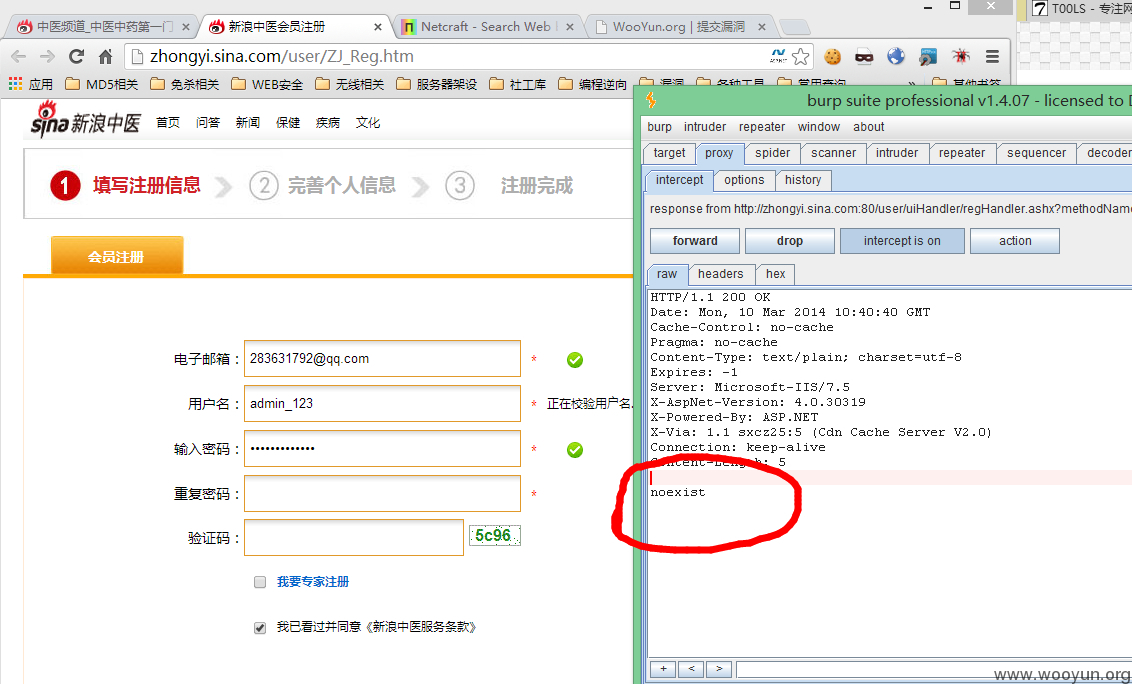 中医频道_中医中药第一门
新浪中医会员注册
Netcraft - Search Web
WooYun.org | 提交漏洞
TOOLS - 专注网
zhongyi.sina.com/user/ZJ_Reg.htm
应用 MD5相关 免杀相关 WEB安全 无线相关 服务器架设 社工库 编程逆向 漏洞 各种工具 常用查询 » 其他书签
sina新浪中医 首页 问答 新闻 保健 疾病 文化
1 填写注册信息 2 完善个人信息 3 注册完成
会员注册
电子邮箱： 283631792@qq.com *
用户名： admin_123 * 正在校验用户名.
输入密码： ••••••••••••• *
重复密码： *
验证码： 5c96
我要专家注册
我已看过并同意《新浪中医服务条款》
burp suite professional v1.4.07 - licensed to
burp intruder repeater window about
target proxy spider scanner intruder repeater sequencer decoder
intercept options history
response from http://zhongyi.sina.com:80/user/uiHandler/regHandler.ashx?methodName
forward drop intercept is on action
raw headers hex
HTTP/1.1 200 OK
Date: Mon, 10 Mar 2014 10:40:40 GMT
Cache-Control: no-cache
Pragma: no-cache
Content-Type: text/plain; charset=utf-8
Expires: -1
Server: Microsoft-IIS/7.5
X-AspNet-Version: 4.0.30319
X-Powered-By: ASP.NET
X-Via: 1.1 sxcz25:5 (Cdn Cache Server V2.0)
Connection: keep-alive
Content-Length: 5
noexist
+ < >
www.wooyun.org